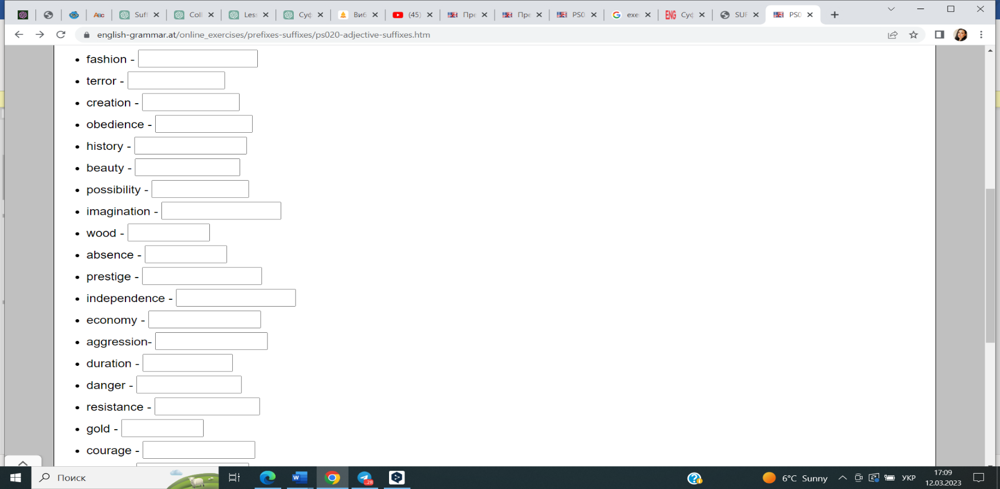 Suff
Coll
Less
Суф
Виб
(45)
Пре
Пре
PS0
exe
ENG Суф
SUF
PS0
english-grammar.at/online_exercises/prefixes-suffixes/ps020-adjective-suffixes.htm
fashion -
terror -
creation -
obedience -
history -
beauty -
possibility -
imagination -
wood -
absence -
prestige -
independence -
economy -
aggression-
duration -
danger -
resistance -
gold -
courage -
Поиск
28
6°C Sunny
УКР
17:09
12.03.2023